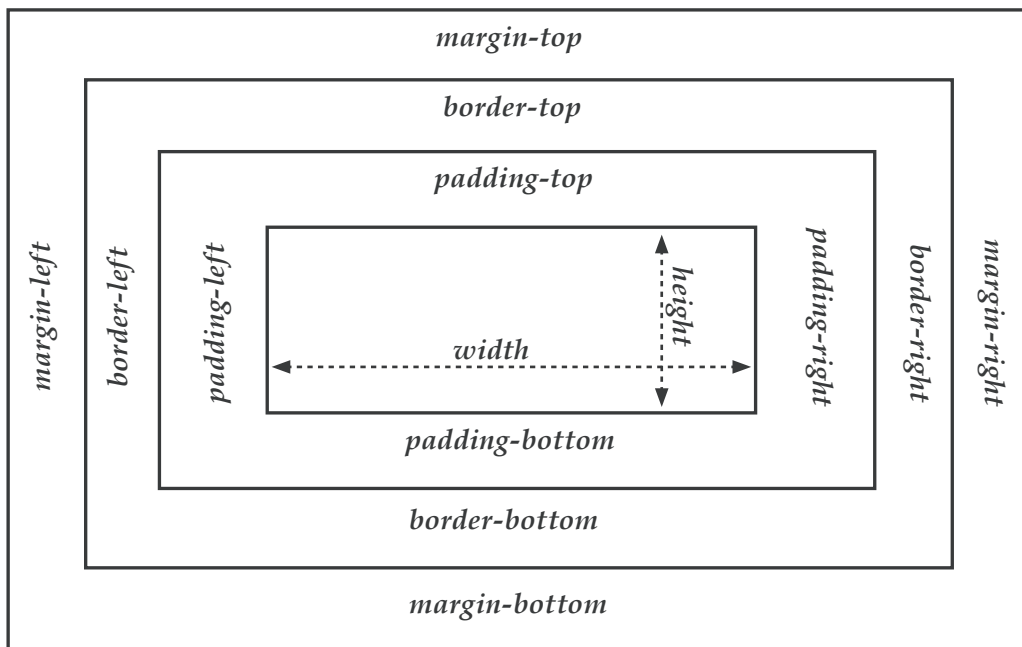 margin-top
border-top
padding-top
margin-left
border-left
padding-left
width
height
padding-right
border-right
margin-right
padding-bottom
border-bottom
margin-bottom